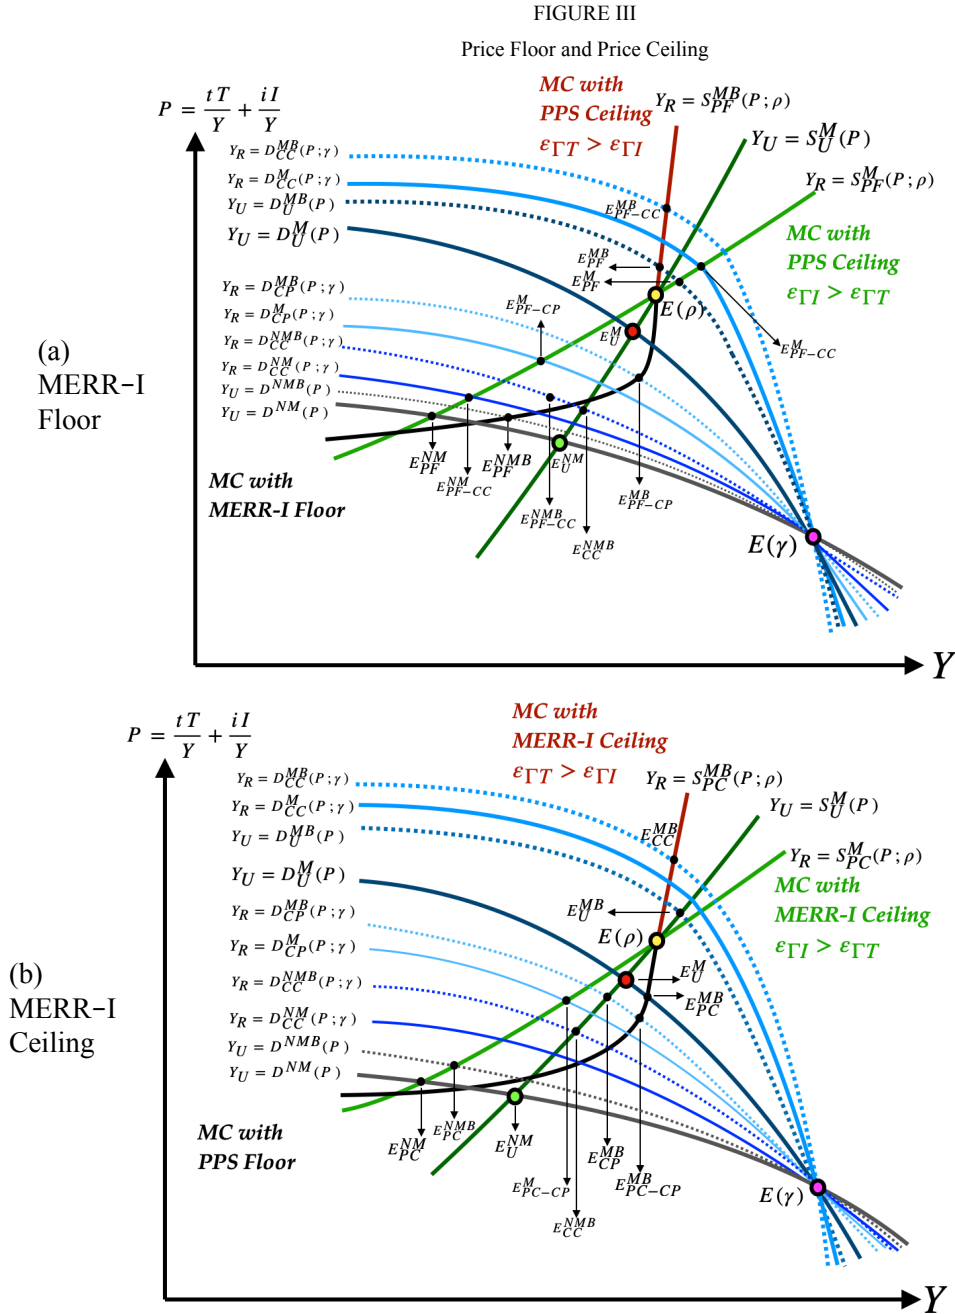 FIGURE III
Price Floor and Price Ceiling
P = tT/Y + iI/Y
MC with
PPS Ceiling
ε_ΓT > ε_ΓI
Y_R = S_PF^MB(P; ρ)
Y_U = S_U^M(P)
Y_R = S_PF^M(P; ρ)
MC with
PPS Ceiling
ε_ΓI > ε_ΓT
Y_R = D_CC^MB(P; γ)
Y_R = D_CC^M(P; γ)
Y_U = D_U^MB(P)
Y_U = D_U^M(P)
Y_R = D_CP^MB(P; γ)
Y_R = D_CP^M(P; γ)
Y_R = D_CC^NMB(P; γ)
Y_R = D_CC^NM(P; γ)
Y_U = D^NMB(P)
Y_U = D^NM(P)
(a)
MERR-I
Floor
E_PF-CC^MB
E_PF^MB
E_PF^M
E(ρ)
E_PF-CP^M
E_U^M
E_PF-CC^M
E_PF^NM
E_PF-CC^NM
E_PF^NMB
E_U^NM
E_PF-CC^NMB
E_CC^NMB
E_PF-CP^MB
MC with
MERR-I Floor
E(γ)
Y
P = tT/Y + iI/Y
MC with
MERR-I Ceiling
ε_ΓT > ε_ΓI
Y_R = S_PC^MB(P; ρ)
Y_U = S_U^M(P)
Y_R = S_PC^M(P; ρ)
MC with
MERR-I Ceiling
ε_ΓI > ε_ΓT
Y_R = D_CC^MB(P; γ)
Y_R = D_CC^M(P; γ)
Y_U = D_U^MB(P)
Y_U = D_U^M(P)
Y_R = D_CP^MB(P; γ)
Y_R = D_CP^M(P; γ)
Y_R = D_CC^NMB(P; γ)
Y_R = D_CC^NM(P; γ)
Y_U = D^NMB(P)
Y_U = D^NM(P)
(b)
MERR-I
Ceiling
E_CC^MB
E_U^MB
E(ρ)
E_U^M
E_PC^MB
E_PC^NM
E_PC^NMB
E_U^NM
E_PC-CP^M
E_CC^NMB
E_CP^MB
E_PC-CP^MB
MC with
PPS Floor
E(γ)
Y